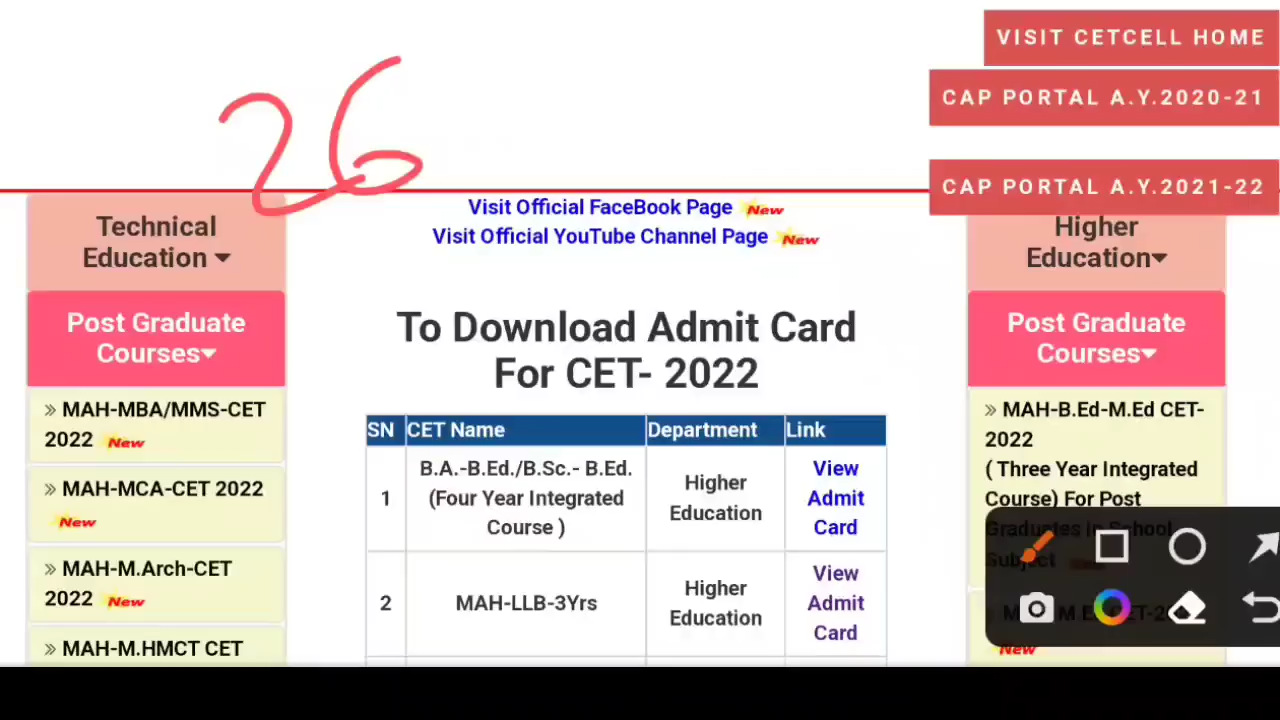 VISIT CETCELL HOME
CAP PORTAL A.Y.2020-21
CAP PORTAL A.Y.2021-22
26
Technical
Education
Post Graduate
Courses
» MAH-MBA/MMS-CET
2022 New
» MAH-MCA-CET 2022
New
» MAH-M.Arch-CET
2022 New
» MAH-M.HMCT CET
Visit Official FaceBook Page New
Visit Official YouTube Channel Page New
To Download Admit Card
For CET- 2022
SN CET Name Department Link
1 B.A.-B.Ed./B.Sc.- B.Ed.
(Four Year Integrated
Course )
Higher
Education
View
Admit
Card
2 MAH-LLB-3Yrs
Higher
Education
View
Admit
Card
Higher
Education
Post Graduate
Courses
» MAH-B.Ed-M.Ed CET-
2022
( Three Year Integrated
Course) For Post
Graduates in School
Subject
New